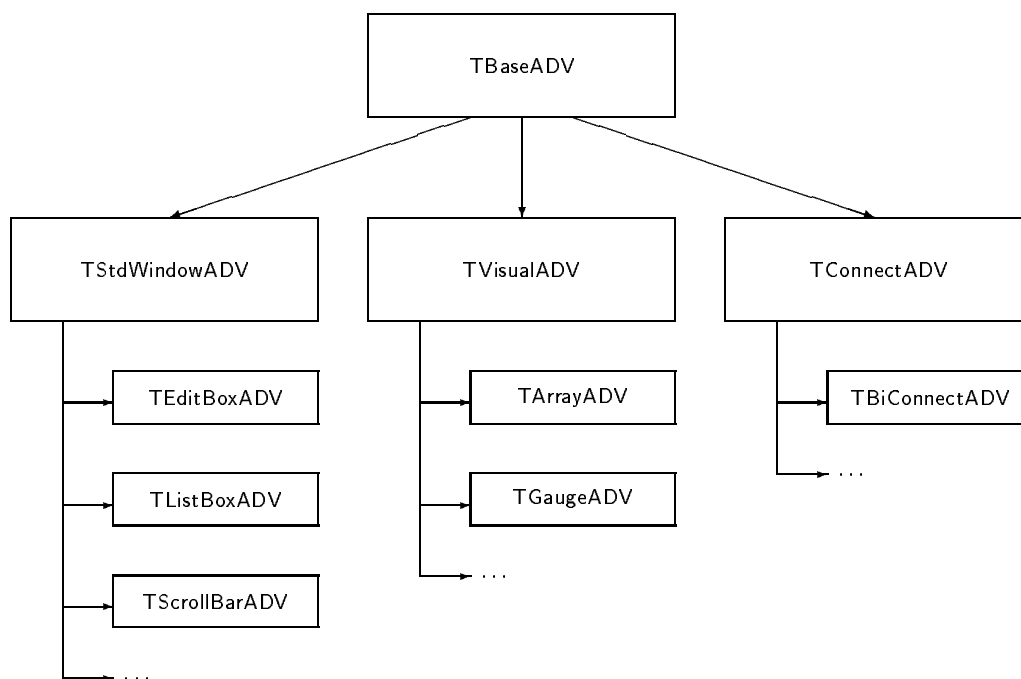 TBaseADV
TStdWindowADV
TVisualADV
TConnectADV
TEditBoxADV
TArrayADV
TBiConnectADV
. . .
TListBoxADV
TGaugeADV
. . .
TScrollBarADV
. . .